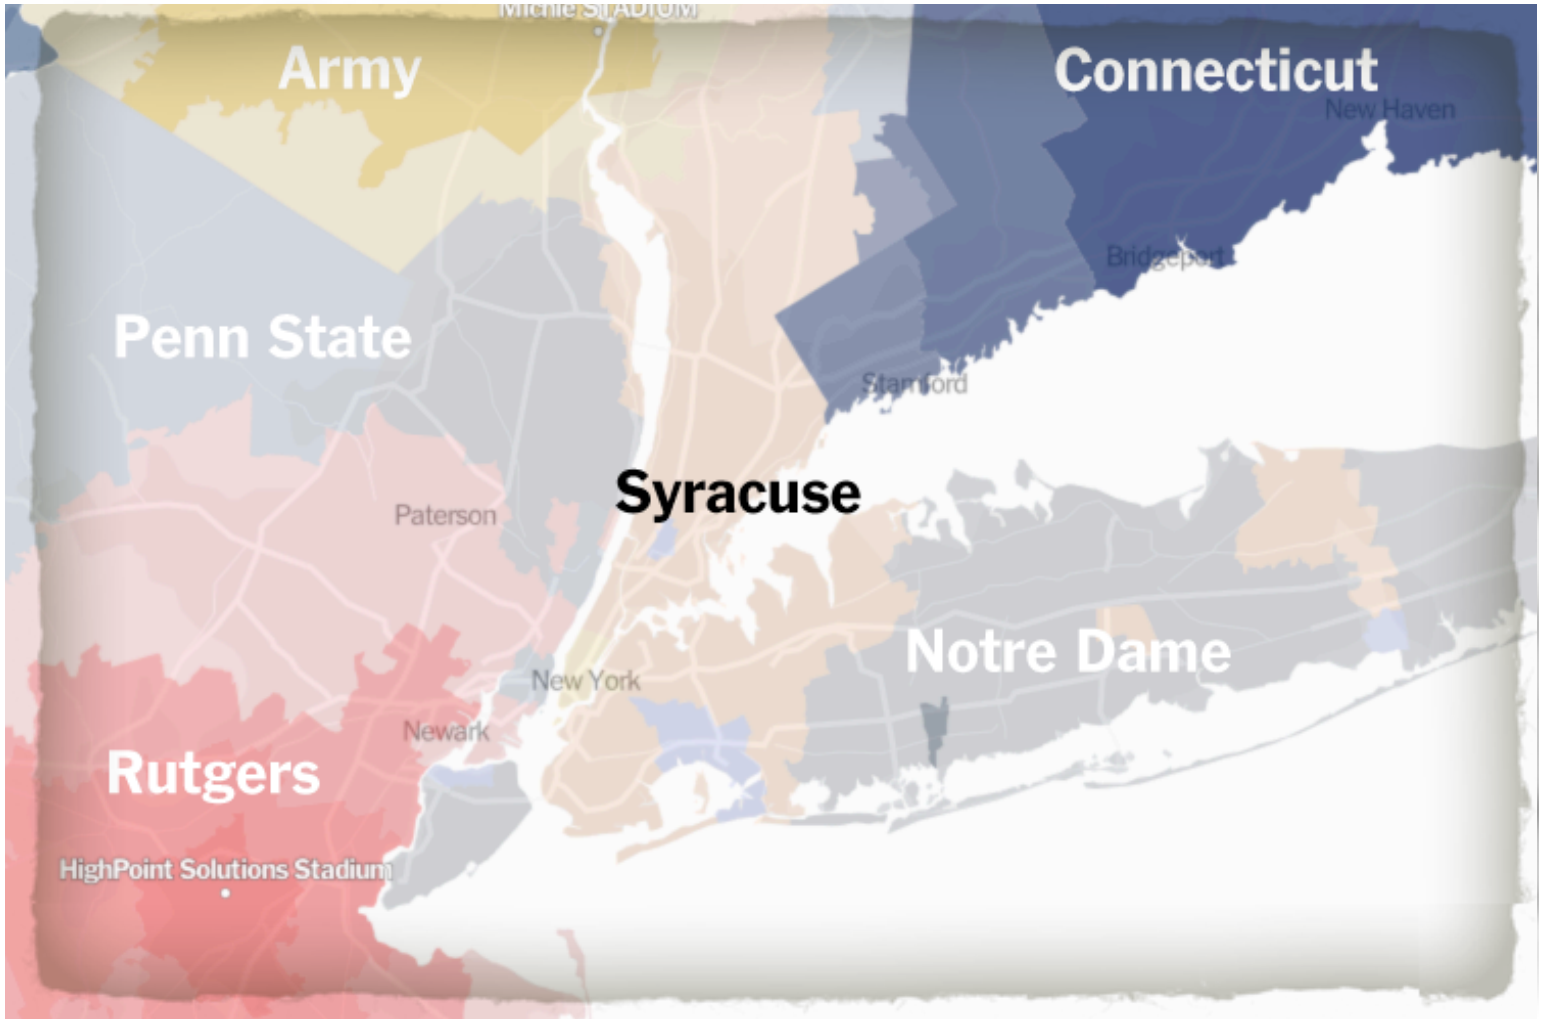 Michie STADIUM
Army
Connecticut
New Haven
Bridgeport
Penn State
Stamford
Syracuse
Paterson
Notre Dame
New York
Newark
Rutgers
HighPoint Solutions Stadium